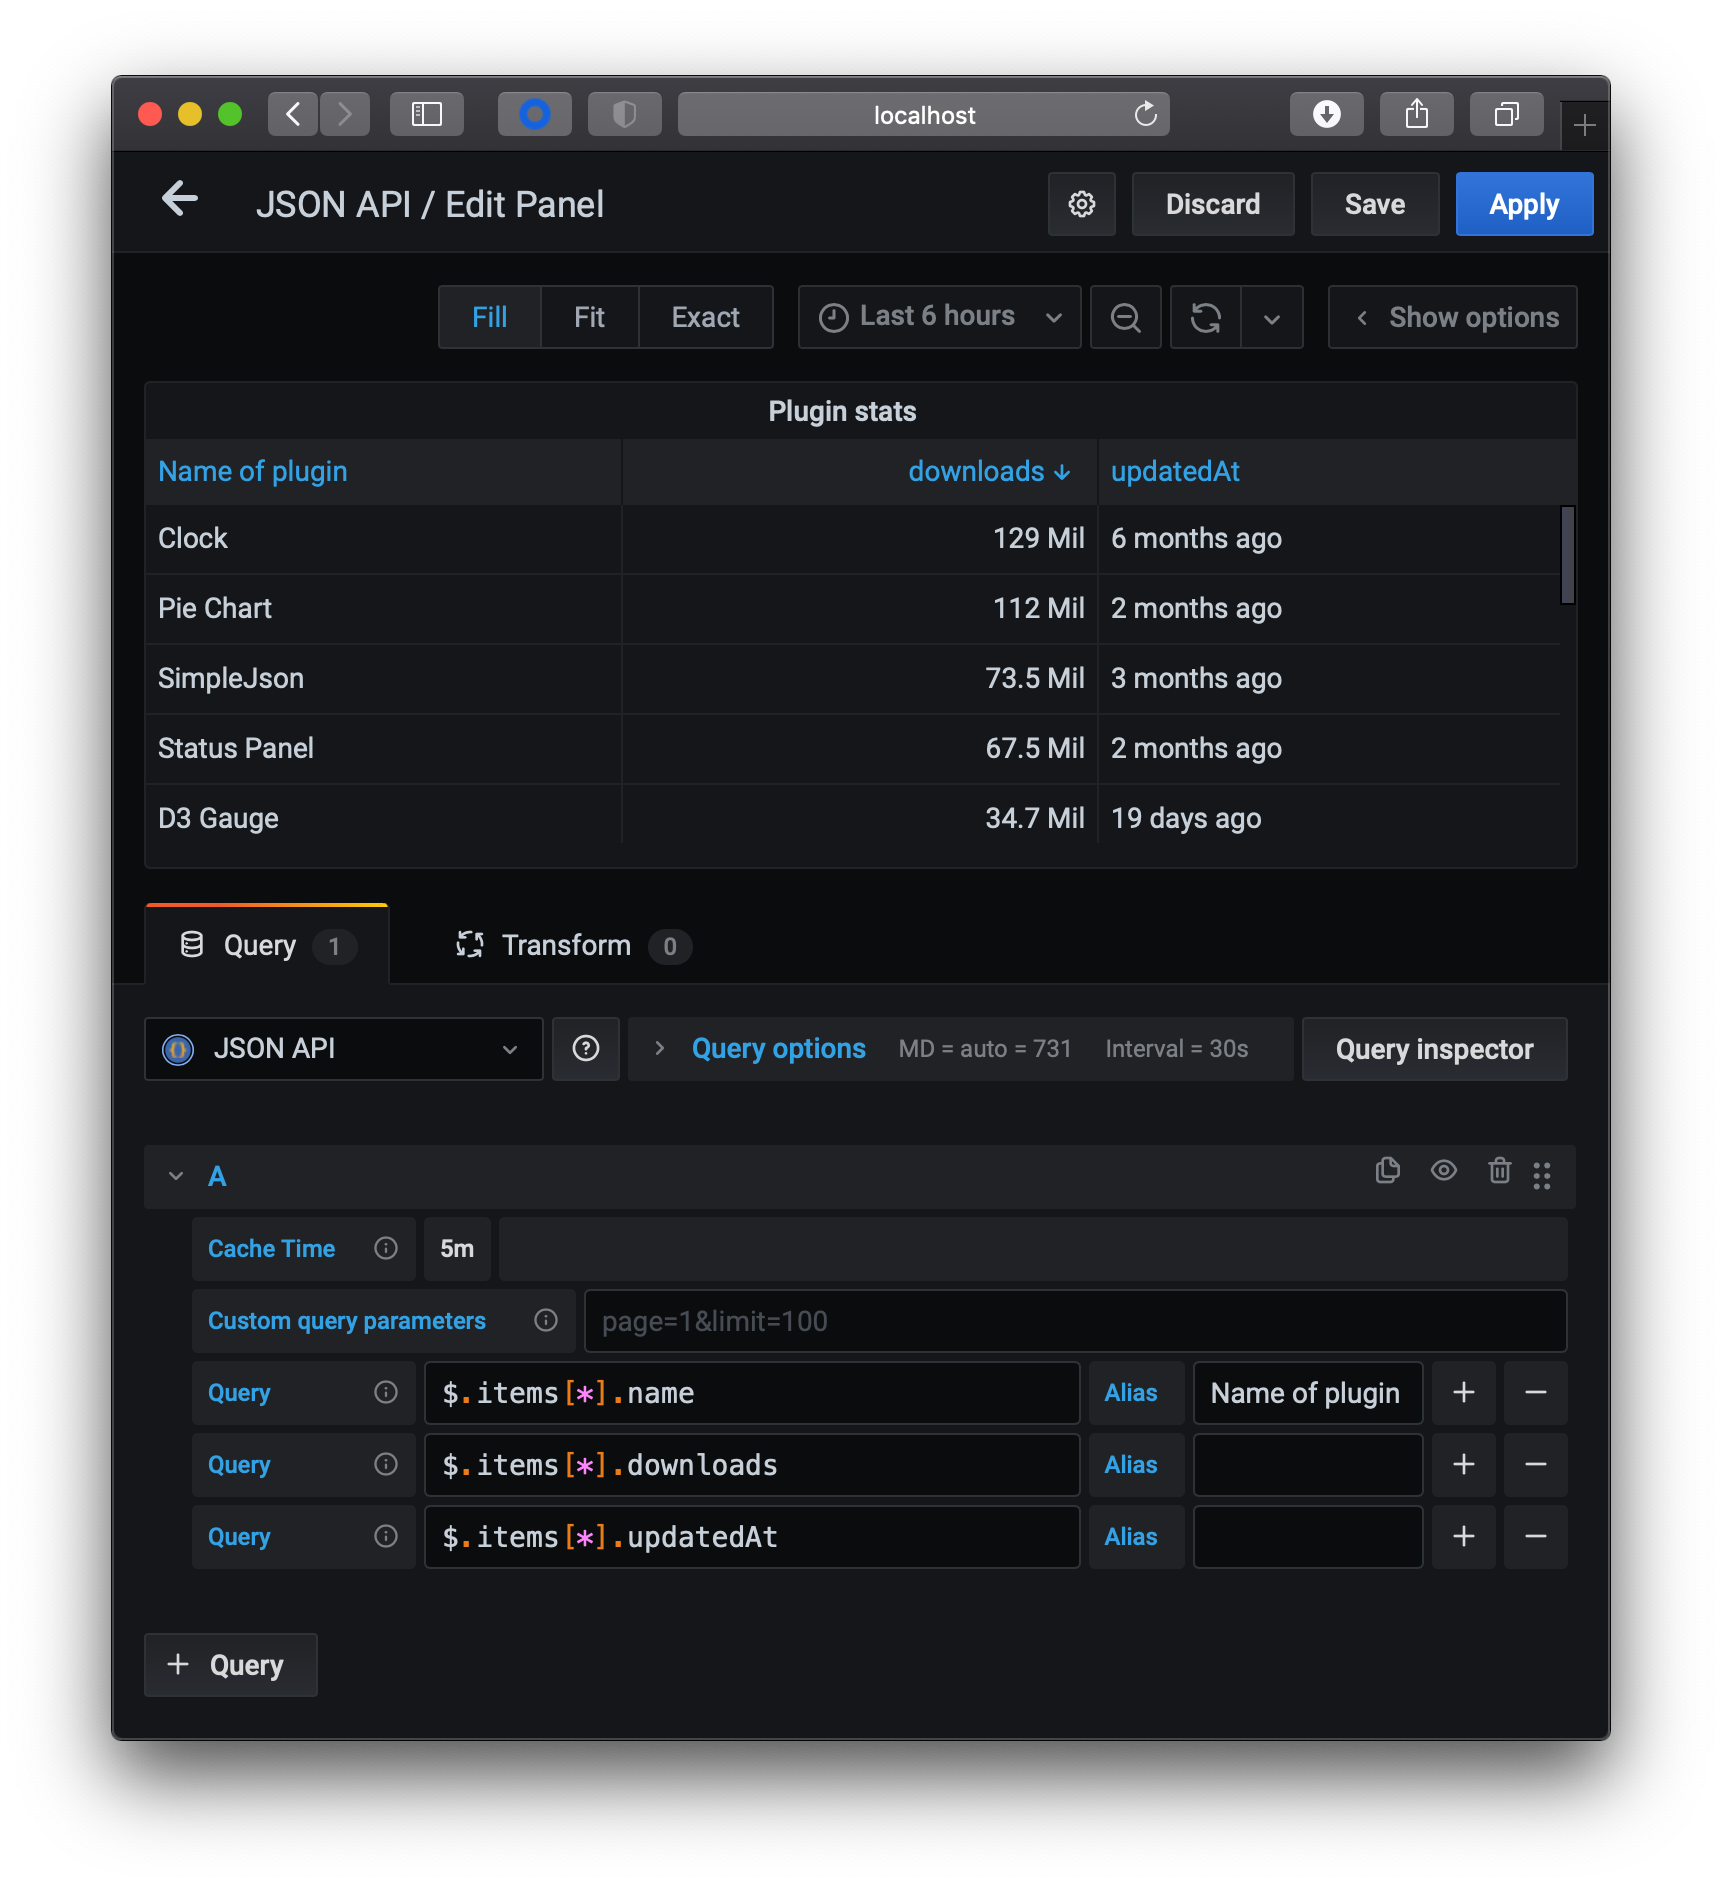 localhost
JSON API / Edit Panel Discard Save Apply
Fill Fit Exact Last 6 hours Show options
Plugin stats
Name of plugin downloads updatedAt
Clock 129 Mil 6 months ago
Pie Chart 112 Mil 2 months ago
SimpleJson 73.5 Mil 3 months ago
Status Panel 67.5 Mil 2 months ago
D3 Gauge 34.7 Mil 19 days ago
Query 1 Transform 0
JSON API Query options MD = auto = 731 Interval = 30s Query inspector
A
Cache Time 5m
Custom query parameters page=1&limit=100
Query $.items[*].name Alias Name of plugin
Query $.items[*].downloads Alias
Query $.items[*].updatedAt Alias
+ Query